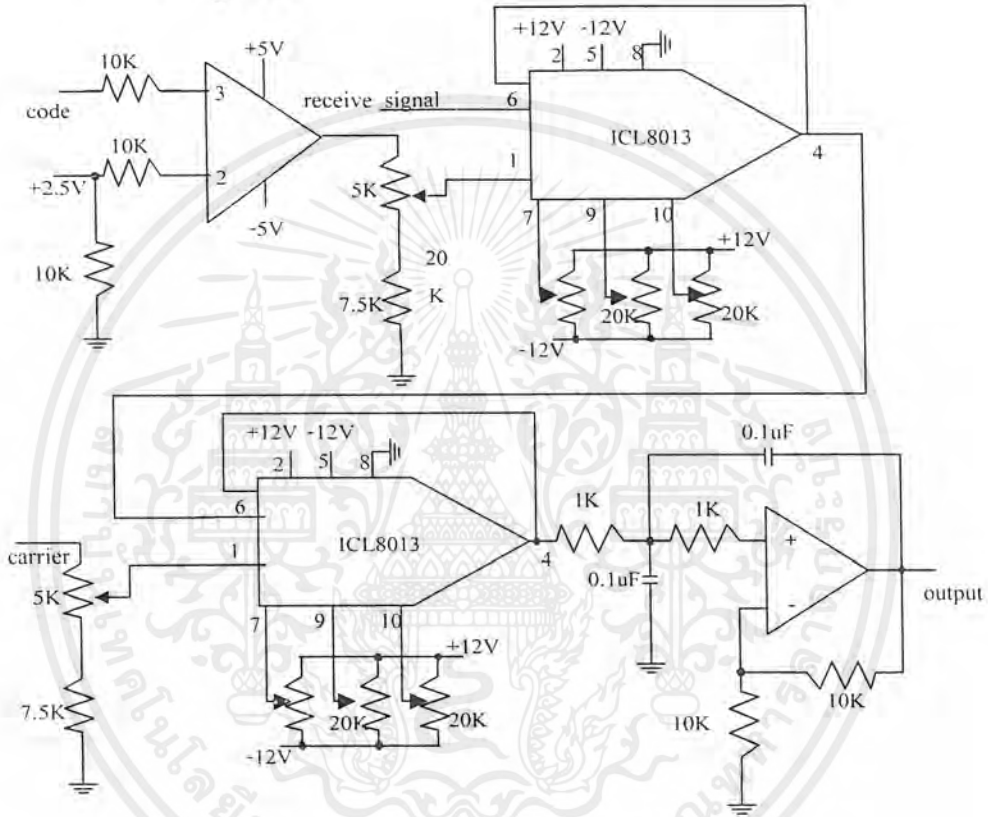 +12V -12V
2 5 8
+5V
10K
3
code
receive signal
6
ICL8013
10K
1
4
+2.5V
2
5K
-5V
7 9 10
+12V
10K
20
K
7.5K
20K
20K
-12V
+12V -12V
2 5 8
0.1uF
6
1K
1K
carrier
1
ICL8013
4
+
0.1uF
5K
output
-
7 9 10
+12V
10K
7.5K
20K
20K
10K
-12V